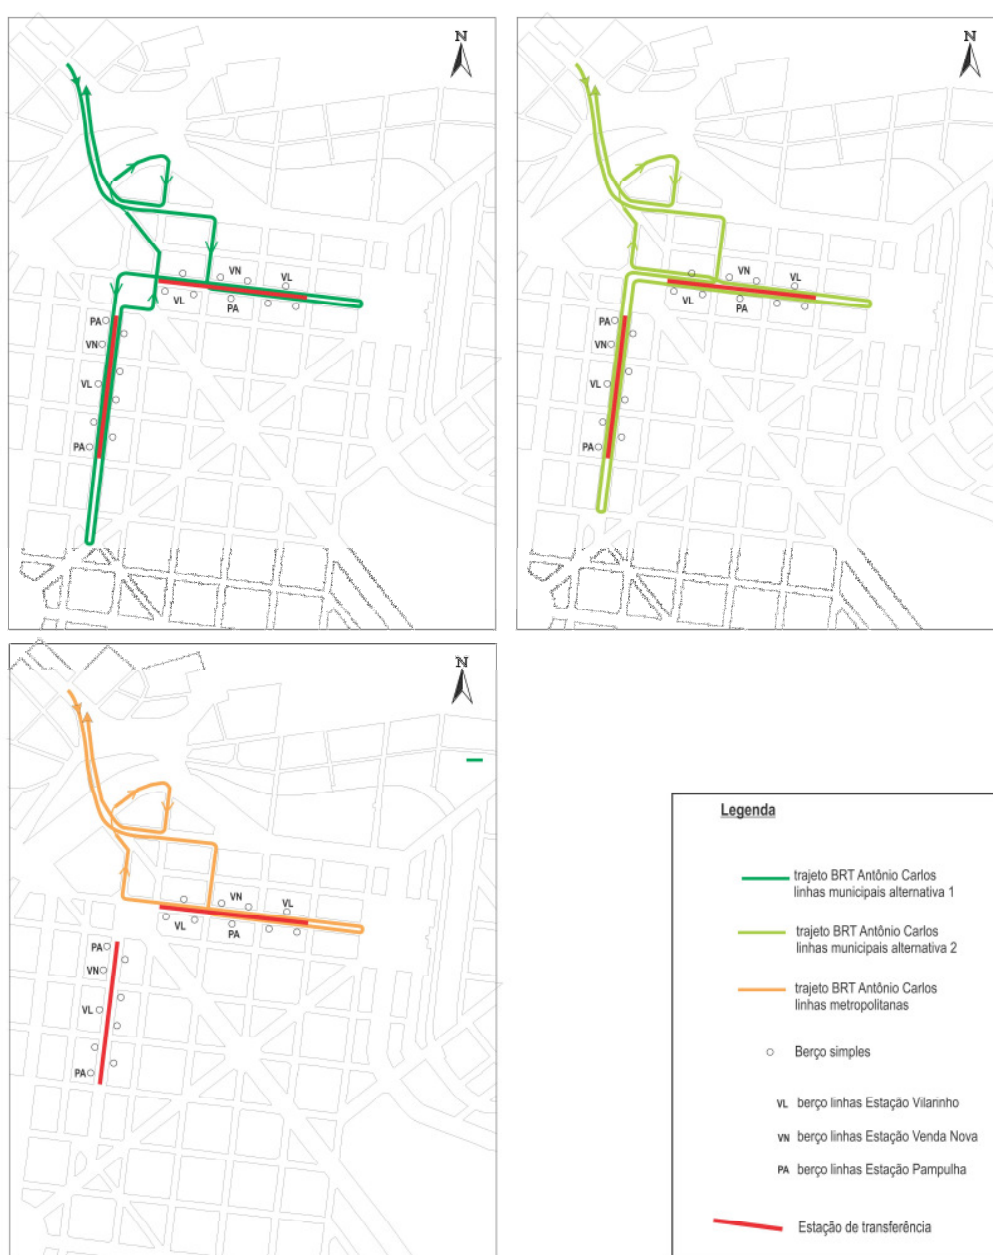 N
VN
VL
VL
PA
PA
VN
VL
PA
N
VN
VL
VL
PA
PA
VN
VL
PA
N
VN
VL
VL
PA
PA
VN
VL
PA
Legenda
trajeto BRT Antônio Carlos
linhas municipais alternativa 1
trajeto BRT Antônio Carlos
linhas municipais alternativa 2
trajeto BRT Antônio Carlos
linhas metropolitanas
Berço simples
VL berço linhas Estação Vilarinho
VN berço linhas Estação Venda Nova
PA berço linhas Estação Pampulha
Estação de transferência